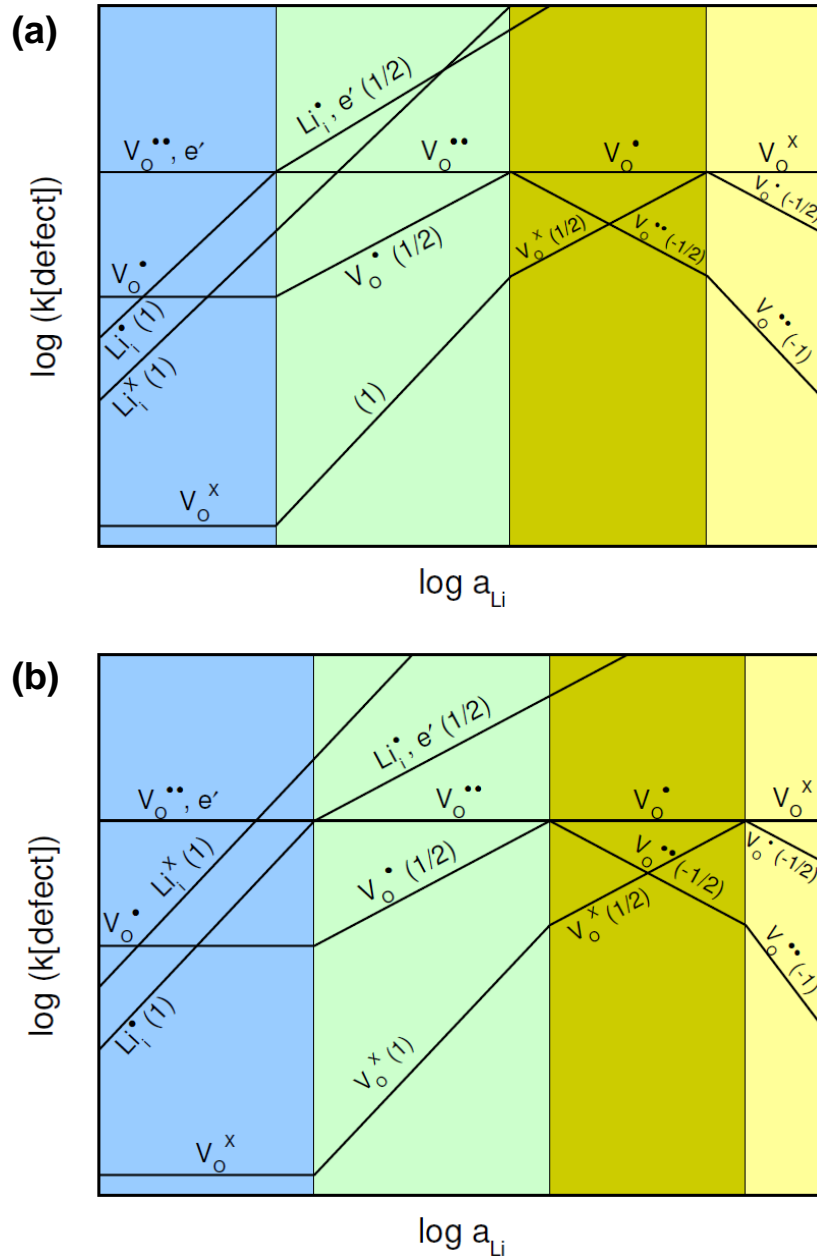 (a)
log (k[defect])
Li_i^•, e′ (1/2)
V_O^••, e′
V_O^••
V_O^•
V_O^X
V_O^• (-1/2)
V_O^X (1/2)
V_O^•• (-1/2)
V_O^• (1/2)
V_O^•
Li_i^• (1)
Li_i^X (1)
V_O^•• (-1)
(1)
V_O^X
log a_Li
(b)
log (k[defect])
Li_i^•, e′ (1/2)
V_O^••, e′
V_O^••
V_O^•
V_O^X
Li_i^X (1)
V_O^• (1/2)
V_O^•• (-1/2)
V_O^• (-1/2)
V_O^•
V_O^X (1/2)
V_O^•• (-1)
Li_i^• (1)
V_O^X (1)
V_O^X
log a_Li